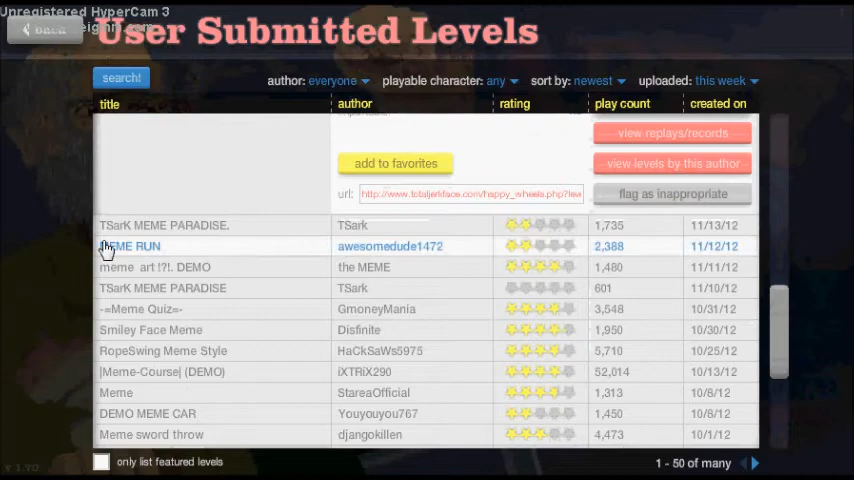 Unregistered HyperCam 3
back
User Submitted Levels
search!
author: everyone playable character: any sort by: newest uploaded: this week
title author rating play count created on
view replays/records
add to favorites view levels by this author
url: http://www.totaljerkface.com/happy_wheels.php?lev flag as inappropriate
TSarK MEME PARADISE. TSark 1,735 11/13/12
MEME RUN awesomedude1472 2,388 11/12/12
meme art !?!. DEMO the MEME 1,480 11/11/12
TSarK MEME PARADISE TSark 601 11/10/12
-=Meme Quiz=- GmoneyMania 3,548 10/31/12
Smiley Face Meme Disfinite 1,950 10/30/12
RopeSwing Meme Style HaCkSaWs5975 5,710 10/25/12
|Meme-Course| (DEMO) iXTRiX290 52,014 10/13/12
Meme StareaOfficial 1,313 10/8/12
DEMO MEME CAR Youyouyou767 1,450 10/8/12
Meme sword throw djangokillen 4,473 10/1/12
only list featured levels 1 - 50 of many
v 1.70